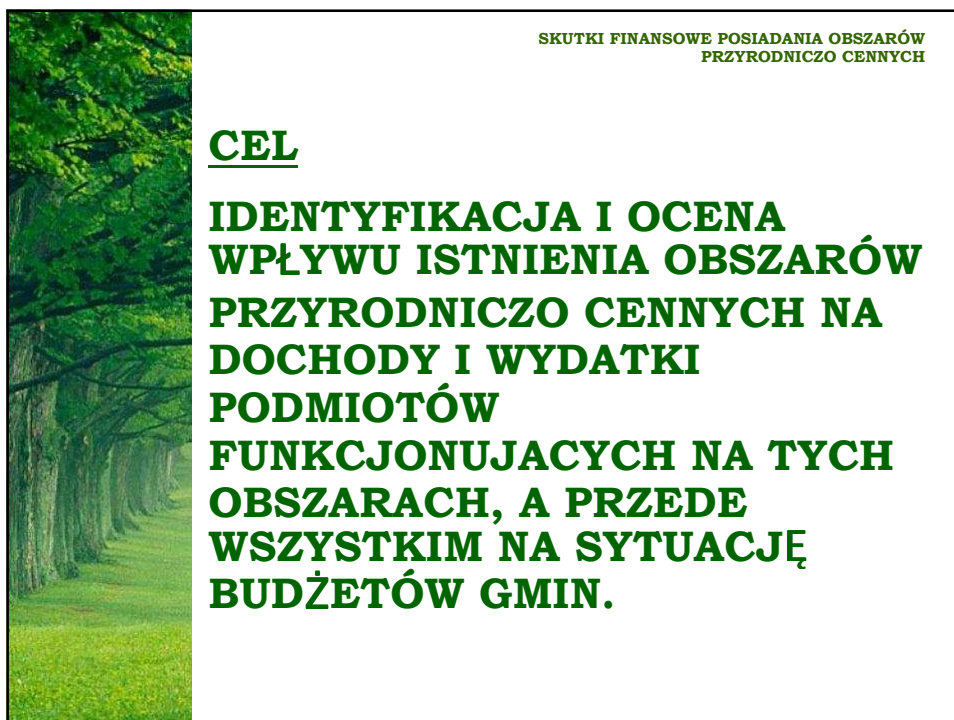 SKUTKI FINANSOWE POSIADANIA OBSZARÓW
PRZYRODNICZO CENNYCH
CEL
IDENTYFIKACJA I OCENA
WPŁYWU ISTNIENIA OBSZARÓW
PRZYRODNICZO CENNYCH NA
DOCHODY I WYDATKI
PODMIOTÓW
FUNKCJONUJACYCH NA TYCH
OBSZARACH, A PRZEDE
WSZYSTKIM NA SYTUACJĘ
BUDŻETÓW GMIN.